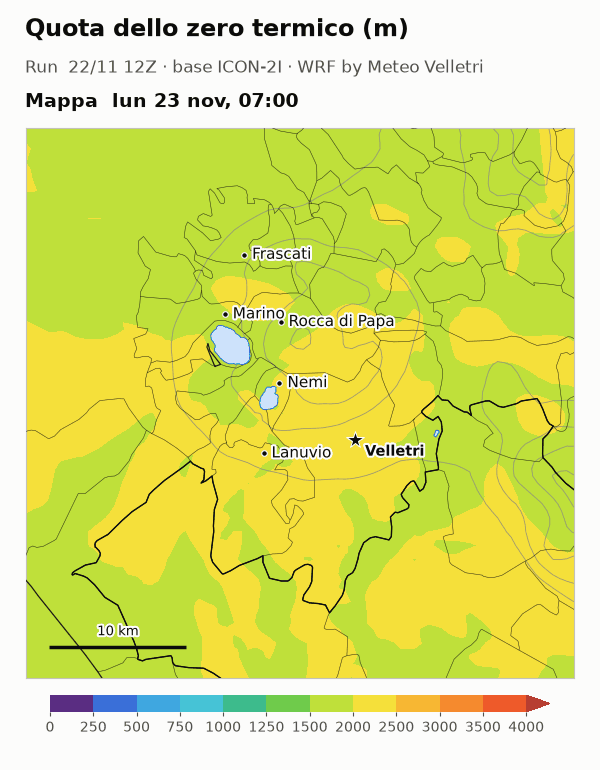 Quota dello zero termico (m)
Run 22/11 12Z · base ICON-2I · WRF by Meteo Velletri
Mappa lun 23 nov, 07:00
Frascati
Marino
Rocca di Papa
Nemi
Velletri
Lanuvio
10 km
0 250 500 750 1000 1250 1500 2000 2500 3000 3500 4000